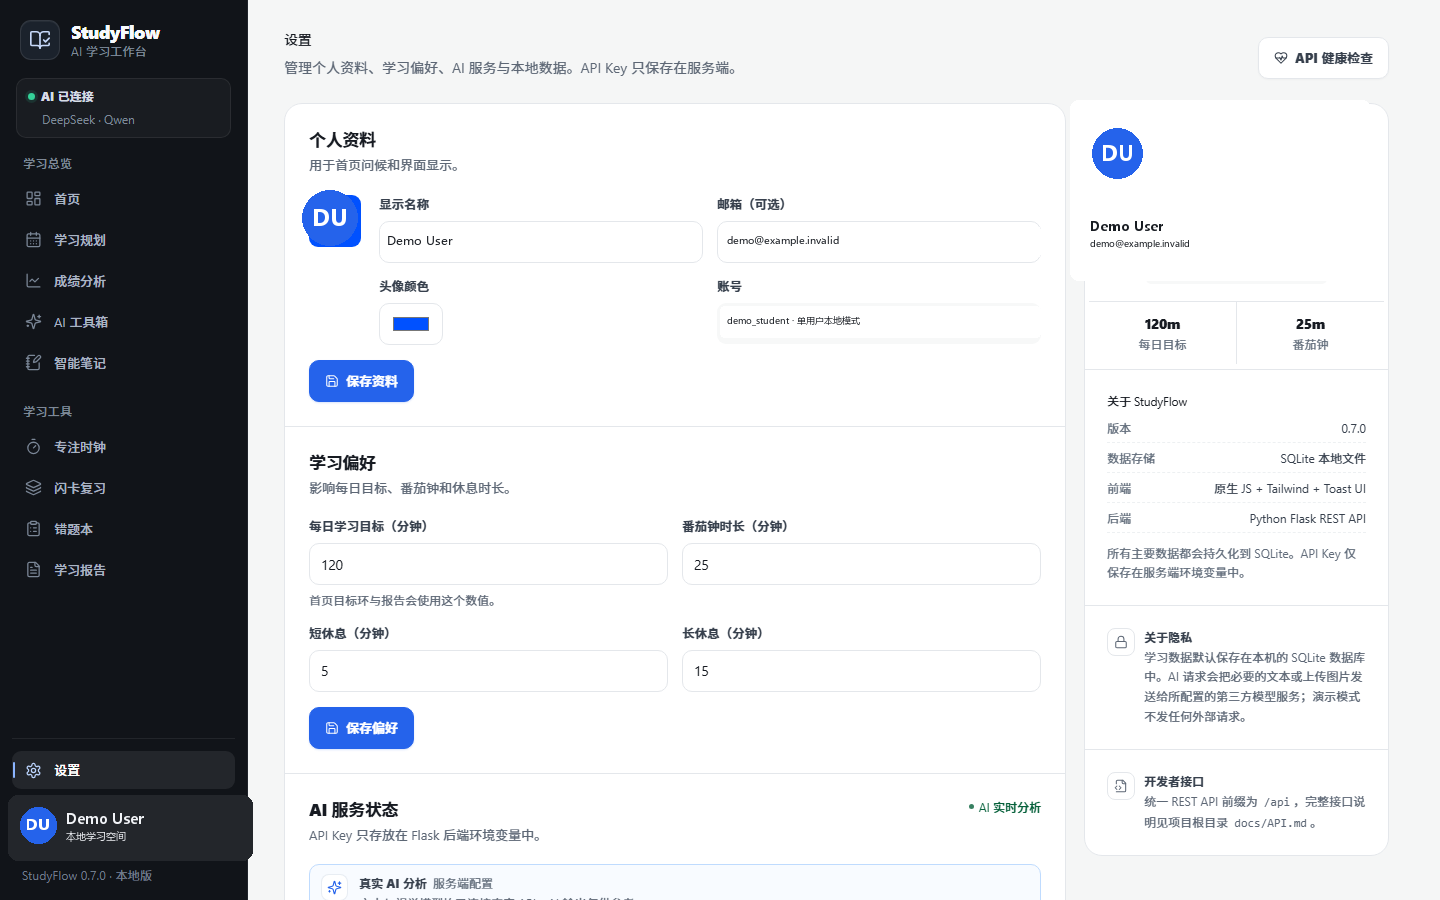 StudyFlow
AI 学习工作台
AI 已连接
DeepSeek · Qwen
学习总览
首页
学习规划
成绩分析
AI 工具箱
智能笔记
学习工具
专注时钟
闪卡复习
错题本
学习报告
设置
DU
Demo User
本地学习空间
StudyFlow 0.7.0 · 本地版
设置
管理个人资料、学习偏好、AI 服务与本地数据。API Key 只保存在服务端。
API 健康检查
个人资料
用于首页问候和界面显示。
DU
显示名称
Demo User
邮箱（可选）
demo@example.invalid
头像颜色
账号
demo_student · 单用户本地模式
保存资料
学习偏好
影响每日目标、番茄钟和休息时长。
每日学习目标（分钟）
120
番茄钟时长（分钟）
25
首页目标环与报告会使用这个数值。
短休息（分钟）
5
长休息（分钟）
15
保存偏好
AI 服务状态
AI 实时分析
API Key 只存放在 Flask 后端环境变量中。
真实 AI 分析 服务端配置
DU
Demo User
demo@example.invalid
120m
每日目标
25m
番茄钟
关于 StudyFlow
版本 0.7.0
数据存储 SQLite 本地文件
前端 原生 JS + Tailwind + Toast UI
后端 Python Flask REST API
所有主要数据都会持久化到 SQLite。API Key 仅
保存在服务端环境变量中。
关于隐私
学习数据默认保存在本机的 SQLite 数据库
中。AI 请求会把必要的文本或上传图片发
送给所配置的第三方模型服务；演示模式
不发任何外部请求。
开发者接口
统一 REST API 前缀为 /api，完整接口说
明见项目根目录 docs/API.md。